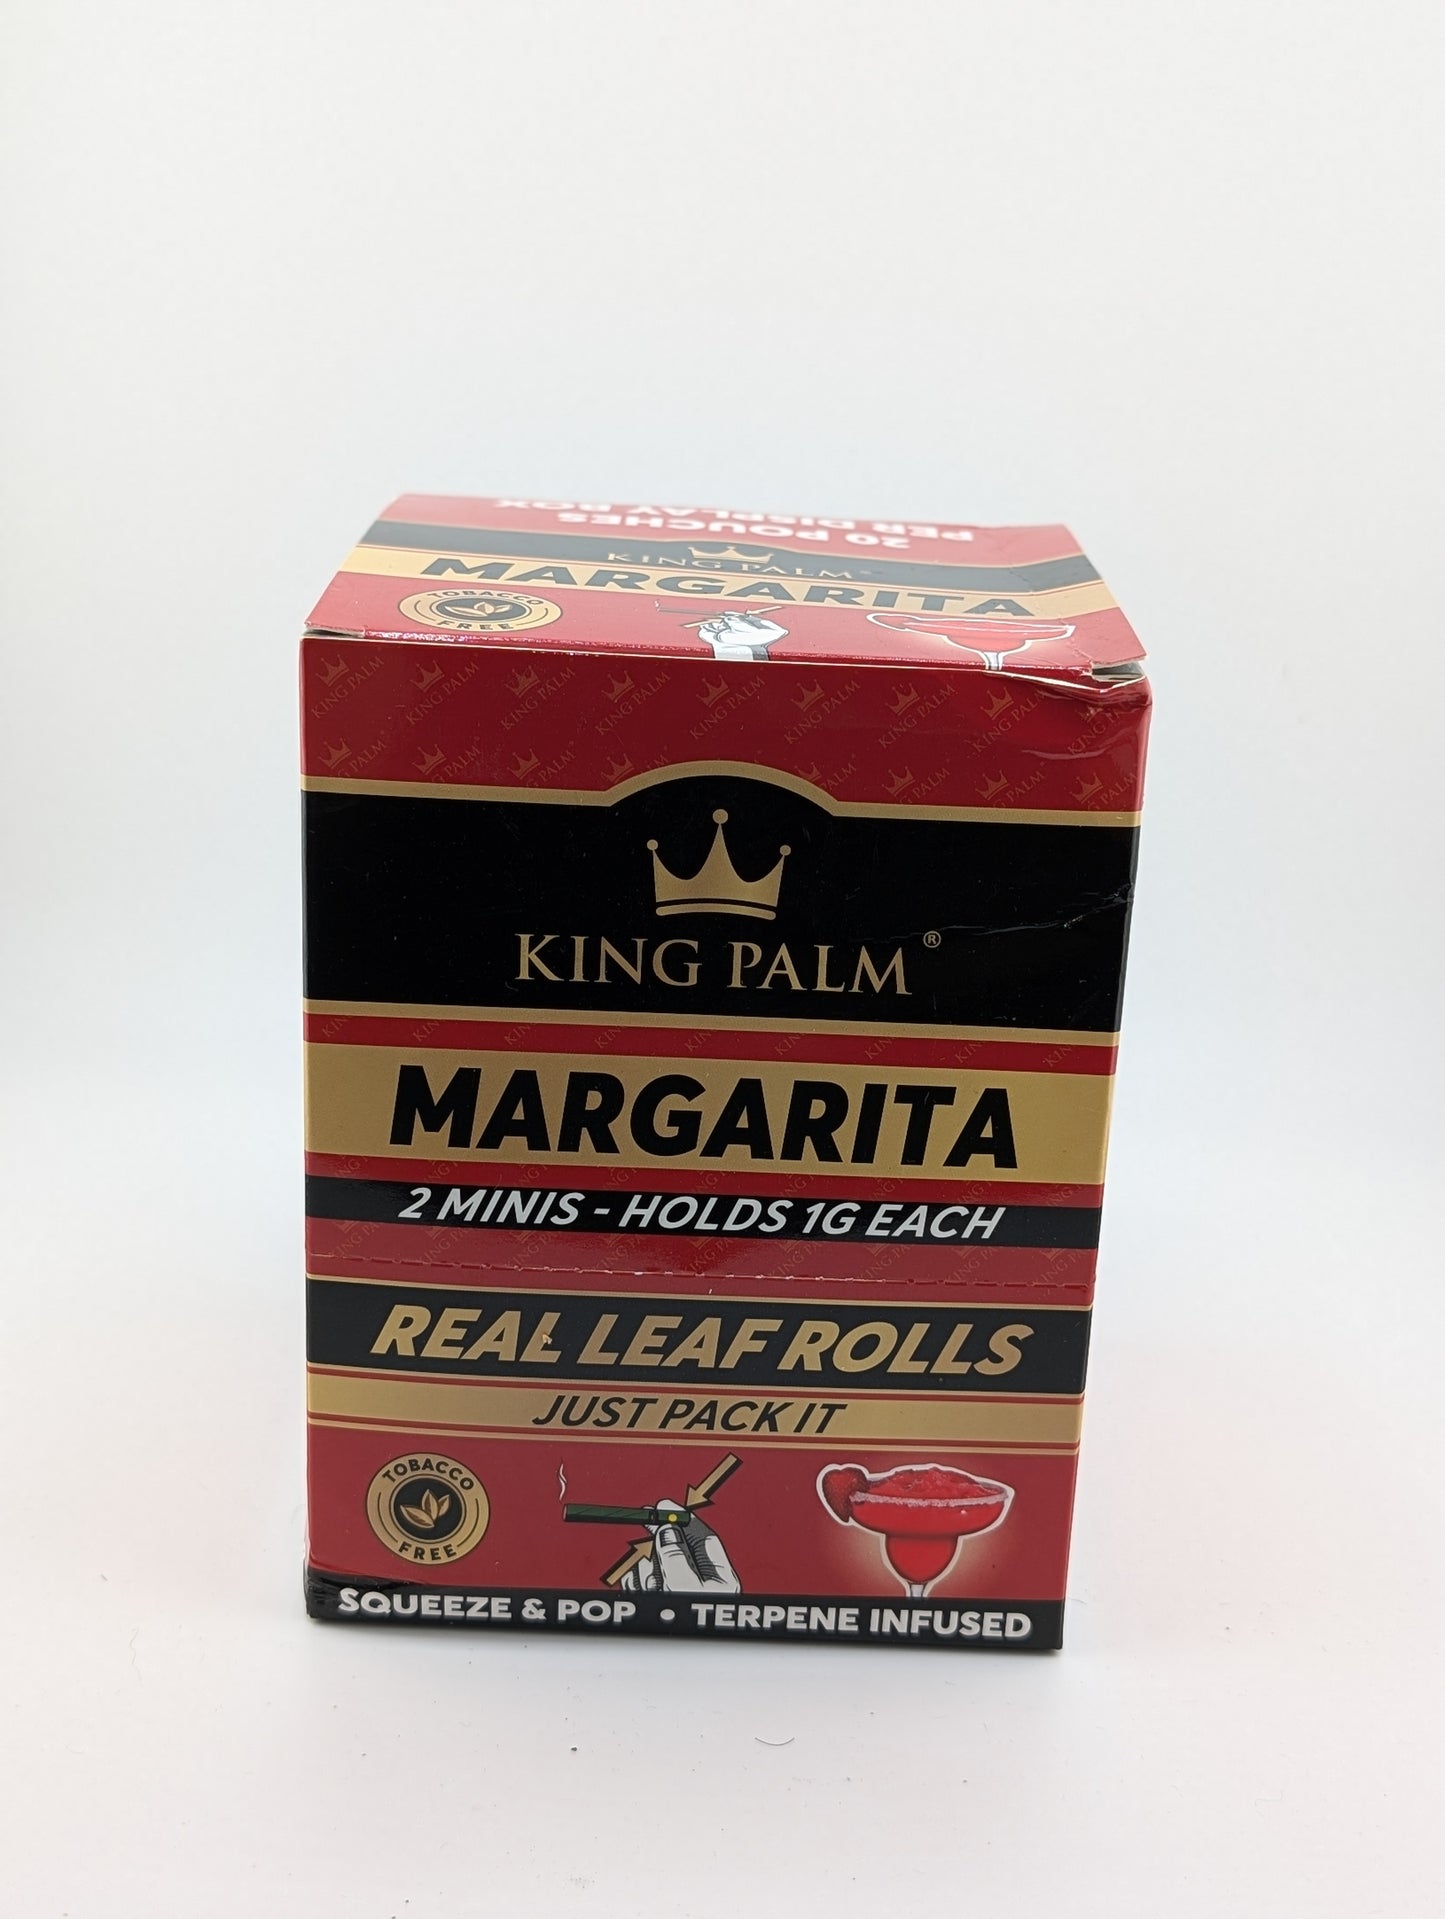 20 POUCHES
PER DISPLAY BOX
KING PALM
MARGARITA
TOBACCO
FREE
KING PALM®
MARGARITA
2 MINIS - HOLDS 1G EACH
REAL LEAF ROLLS
JUST PACK IT
TOBACCO
FREE
SQUEEZE & POP • TERPENE INFUSED